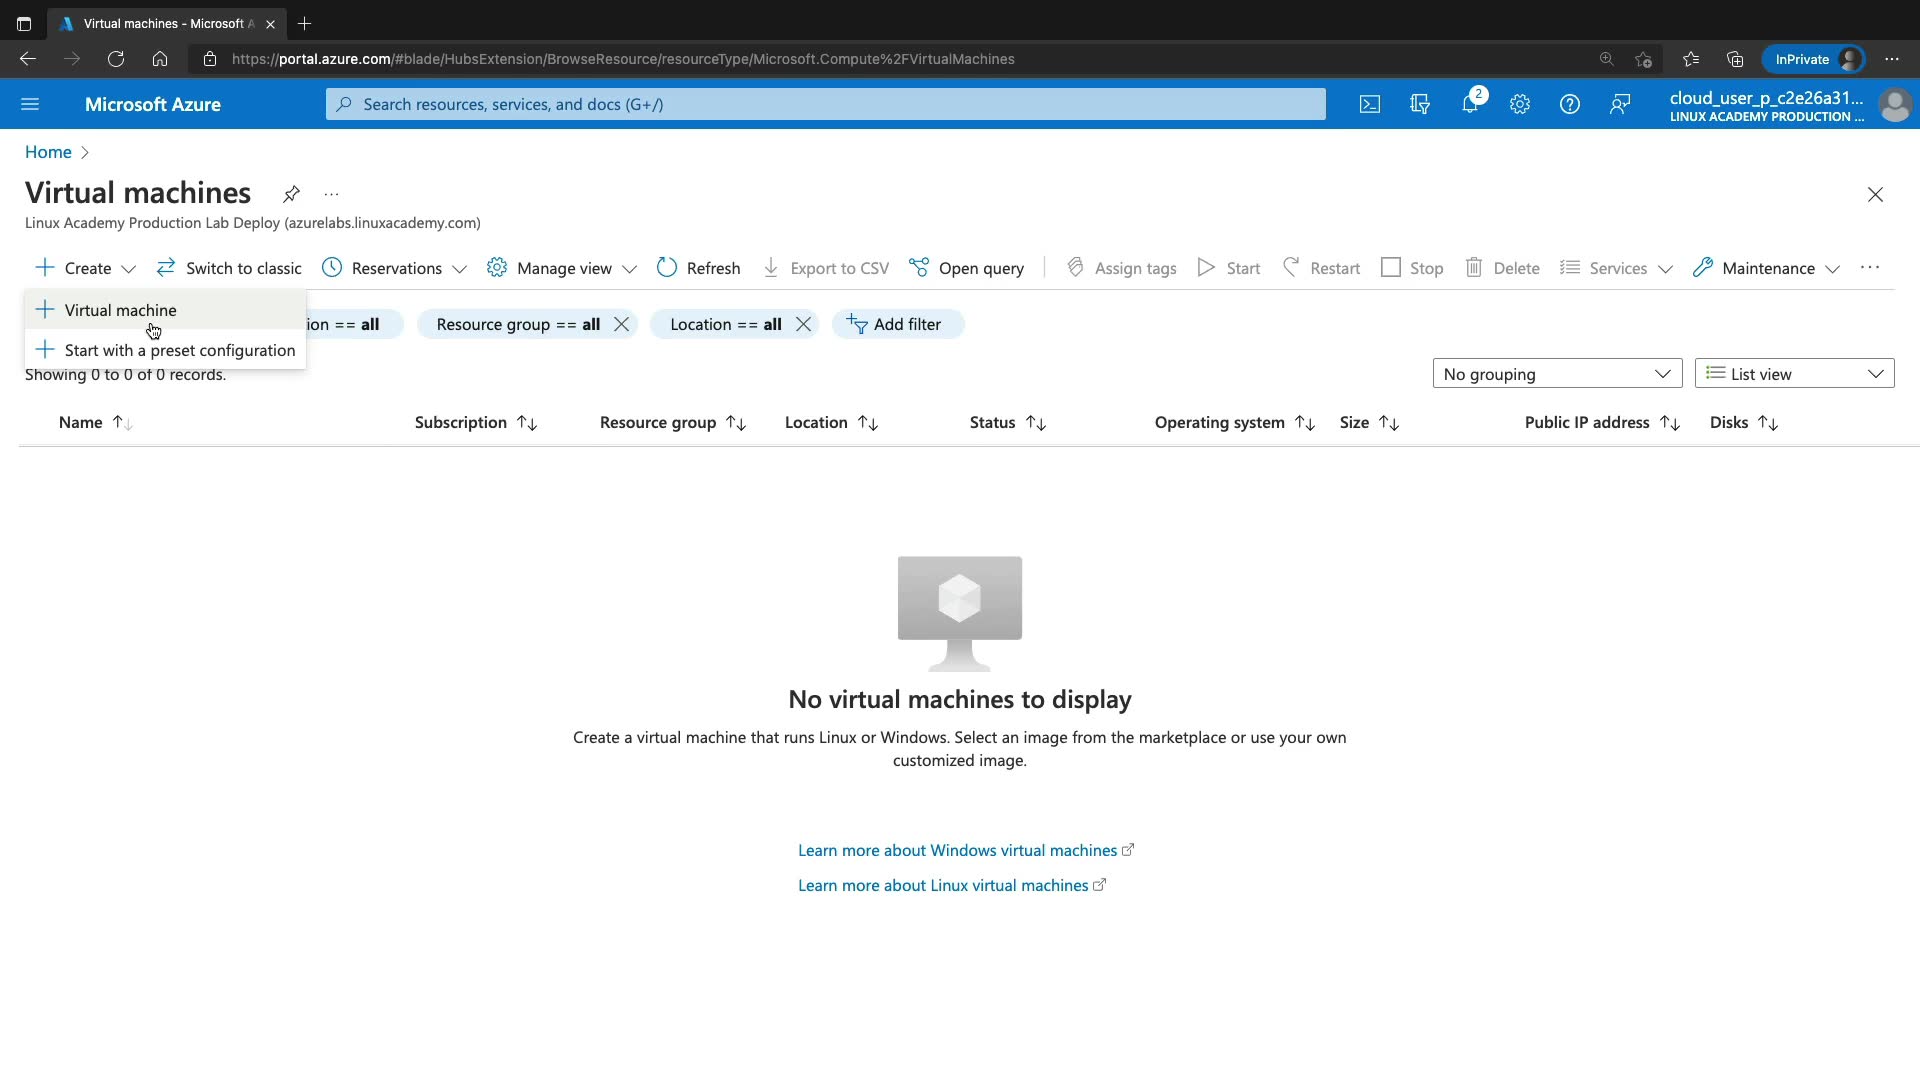 Virtual machines - Microsoft A
https://portal.azure.com/#blade/HubsExtension/BrowseResource/resourceType/Microsoft.Compute%2FVirtualMachines
InPrivate
Microsoft Azure
Search resources, services, and docs (G+/)
2
cloud_user_p_c2e26a31...
LINUX ACADEMY PRODUCTION ...
Home
Virtual machines
...
Linux Academy Production Lab Deploy (azurelabs.linuxacademy.com)
Create
Switch to classic
Reservations
Manage view
Refresh
Export to CSV
Open query
Assign tags
Start
Restart
Stop
Delete
Services
Maintenance
...
Virtual machine
Start with a preset configuration
ion == all
Resource group == all
Location == all
Add filter
Showing 0 to 0 of 0 records.
No grouping
List view
Name
Subscription
Resource group
Location
Status
Operating system
Size
Public IP address
Disks
No virtual machines to display
Create a virtual machine that runs Linux or Windows. Select an image from the marketplace or use your own
customized image.
Learn more about Windows virtual machines
Learn more about Linux virtual machines